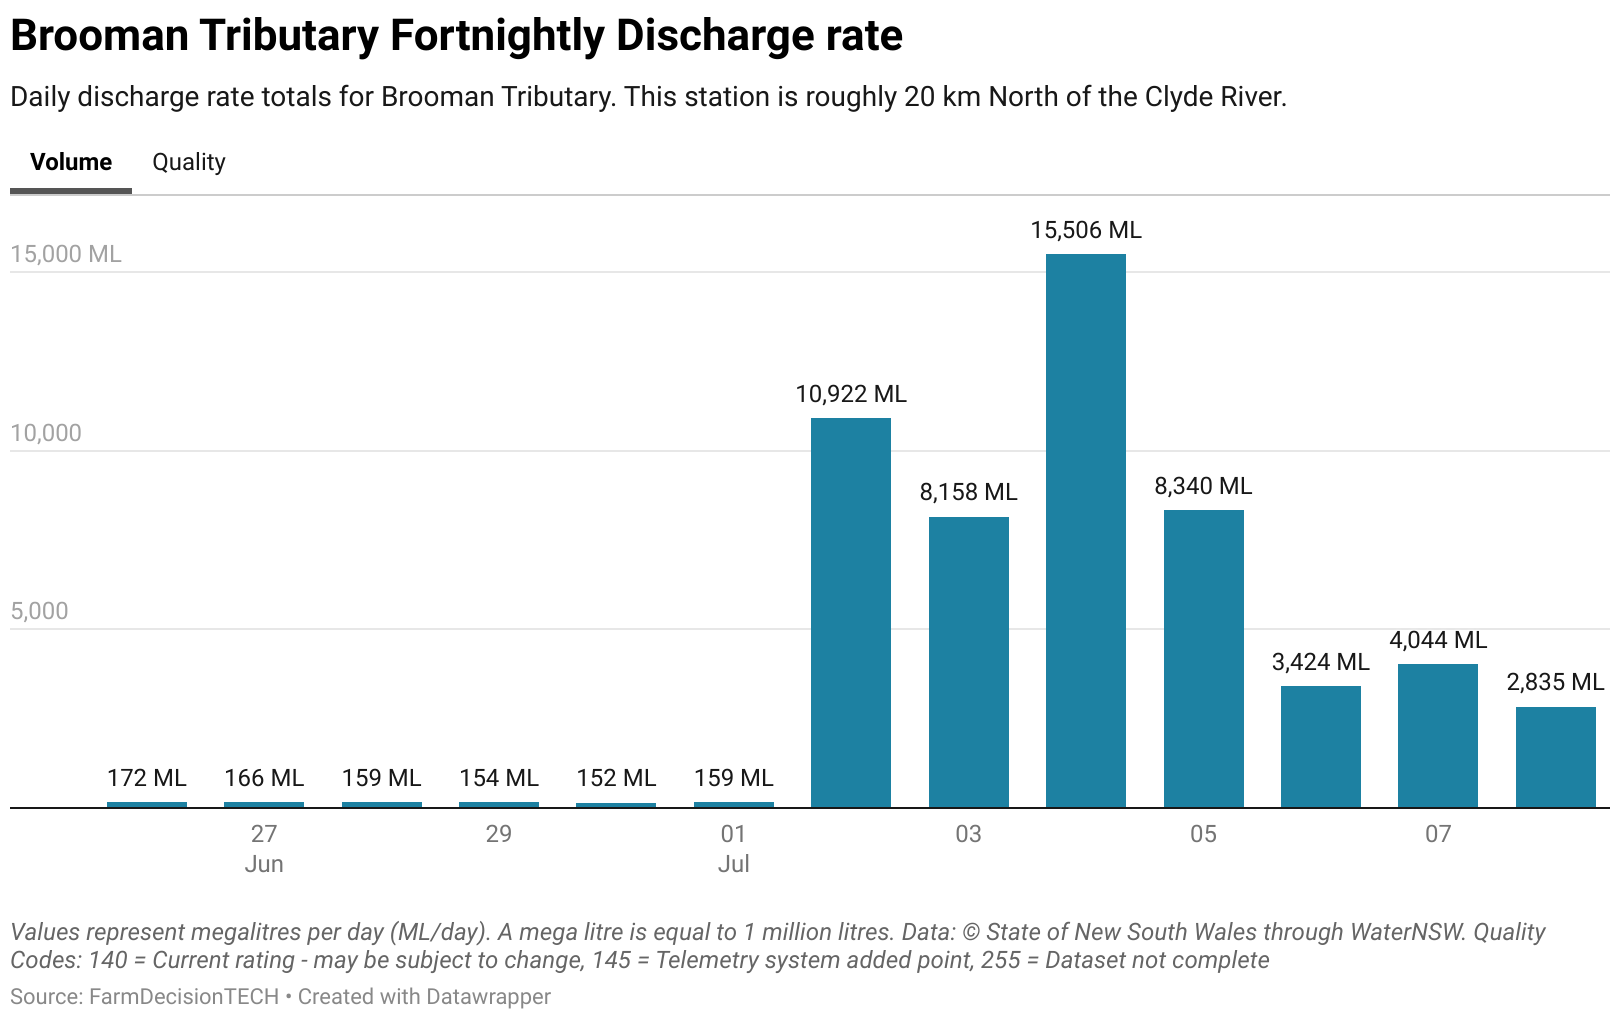 Brooman Tributary Fortnightly Discharge rate
Daily discharge rate totals for Brooman Tributary. This station is roughly 20 km North of the Clyde River.
Volume Quality
15,506 ML
15,000 ML
10,922 ML
10,000
8,158 ML
8,340 ML
5,000
4,044 ML
3,424 ML
2,835 ML
172 ML 166 ML 159 ML 154 ML 152 ML 159 ML
27 29 01 03 05 07
Jun Jul
Values represent megalitres per day (ML/day). A mega litre is equal to 1 million litres. Data: © State of New South Wales through WaterNSW. Quality
Codes: 140 = Current rating - may be subject to change, 145 = Telemetry system added point, 255 = Dataset not complete
Source: FarmDecisionTECH • Created with Datawrapper